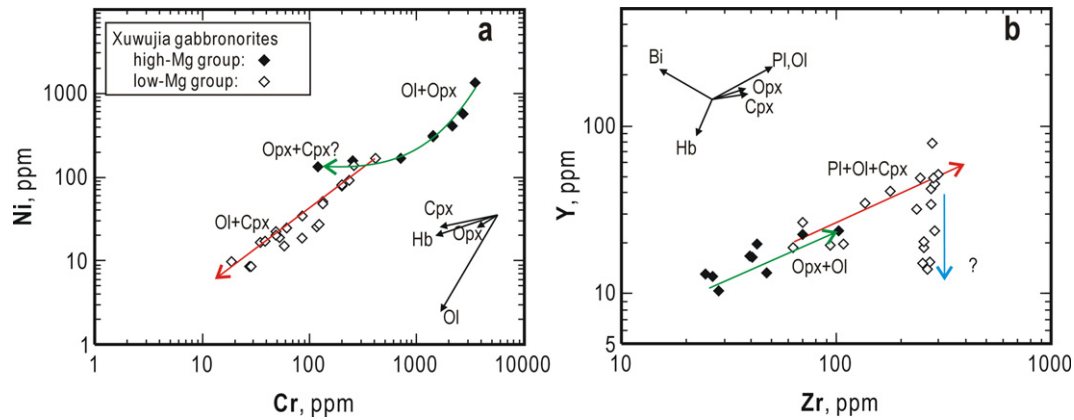 a
Xuwujia gabbronorites
high-Mg group:
low-Mg group:
Ol+Opx
Opx+Cpx?
Ol+Cpx
Cpx
Hb
Opx
Ol
Ni, ppm
1000
100
10
1
1
10
100
1000
10000
Cr, ppm
b
Bi
Pl,Ol
Opx
Cpx
Hb
Pl+Ol+Cpx
Opx+Ol
?
Y, ppm
100
10
5
10
100
1000
Zr, ppm